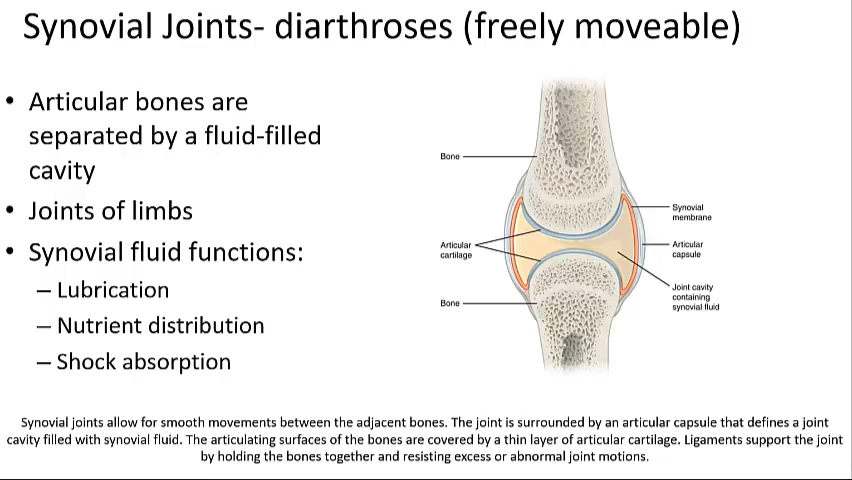 Synovial Joints- diarthroses (freely moveable)
• Articular bones are
separated by a fluid-filled
cavity
• Joints of limbs
• Synovial fluid functions:
– Lubrication
– Nutrient distribution
– Shock absorption
Bone
Articular
cartilage
Bone
Synovial
membrane
Articular
capsule
Joint cavity
containing
synovial fluid
Synovial joints allow for smooth movements between the adjacent bones. The joint is surrounded by an articular capsule that defines a joint
cavity filled with synovial fluid. The articulating surfaces of the bones are covered by a thin layer of articular cartilage. Ligaments support the joint
by holding the bones together and resisting excess or abnormal joint motions.